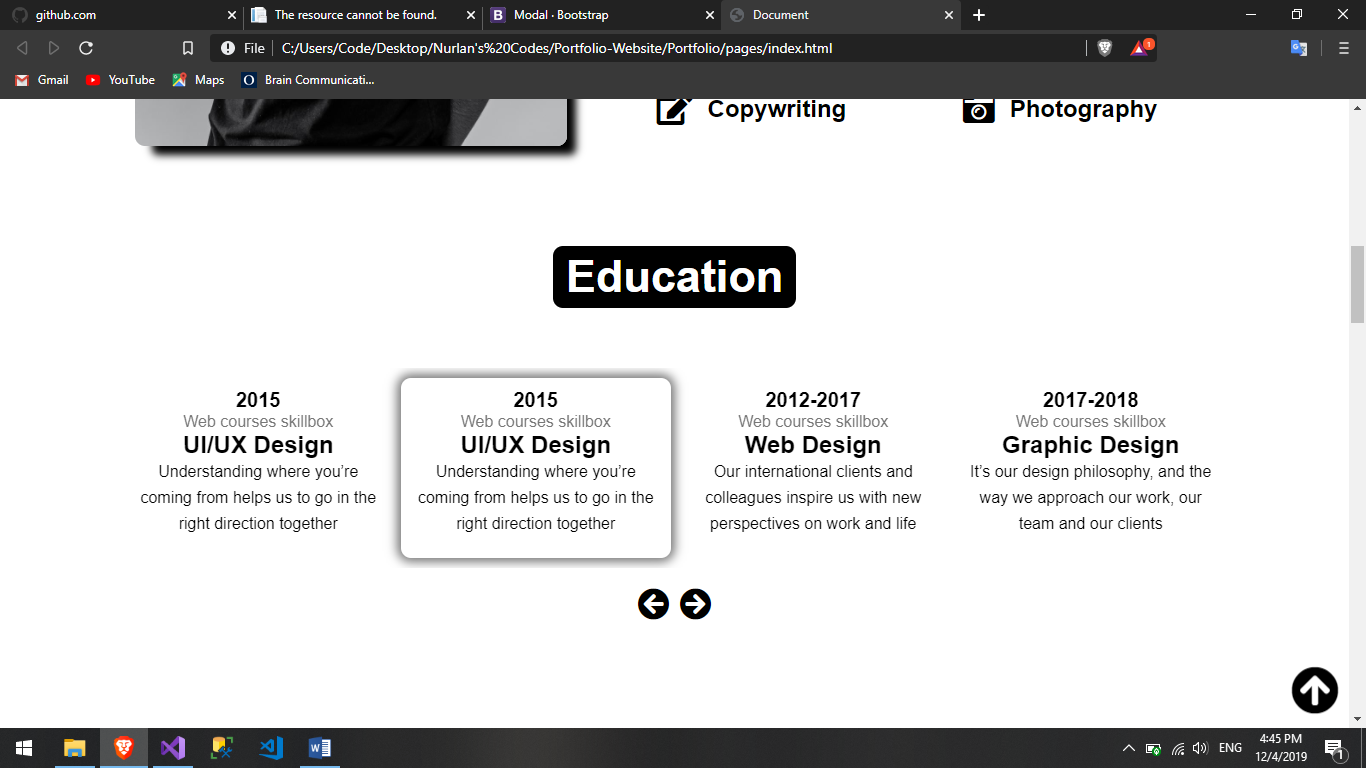 github.com
The resource cannot be found.
B Modal · Bootstrap
Document
File C:/Users/Code/Desktop/Nurlan's%20Codes/Portfolio-Website/Portfolio/pages/index.html
1
Gmail
YouTube
Maps
O Brain Communicati...
Copywriting
Photography
Education
2015
Web courses skillbox
UI/UX Design
Understanding where you’re
coming from helps us to go in the
right direction together
2015
Web courses skillbox
UI/UX Design
Understanding where you’re
coming from helps us to go in the
right direction together
2012-2017
Web courses skillbox
Web Design
Our international clients and
colleagues inspire us with new
perspectives on work and life
2017-2018
Web courses skillbox
Graphic Design
It’s our design philosophy, and the
way we approach our work, our
team and our clients
ENG
4:45 PM
12/4/2019
1